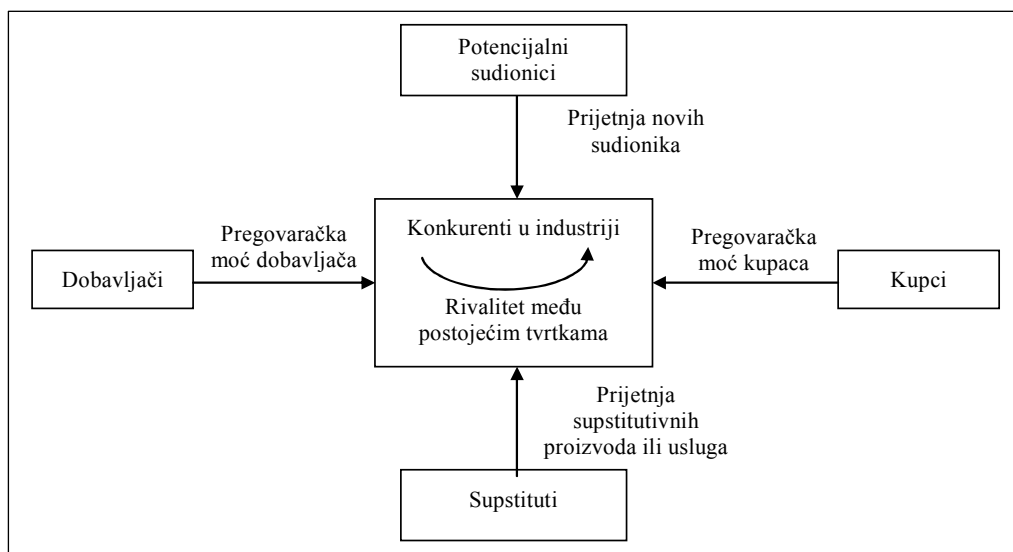 Potencijalni
sudionici
Prijetnja novih
sudionika
Konkurenti u industriji
Rivalitet među
postojećim tvrtkama
Dobavljači
Pregovaračka
moć dobavljača
Pregovaračka
moć kupaca
Kupci
Prijetnja
supstitutivnih
proizvoda ili usluga
Supstituti